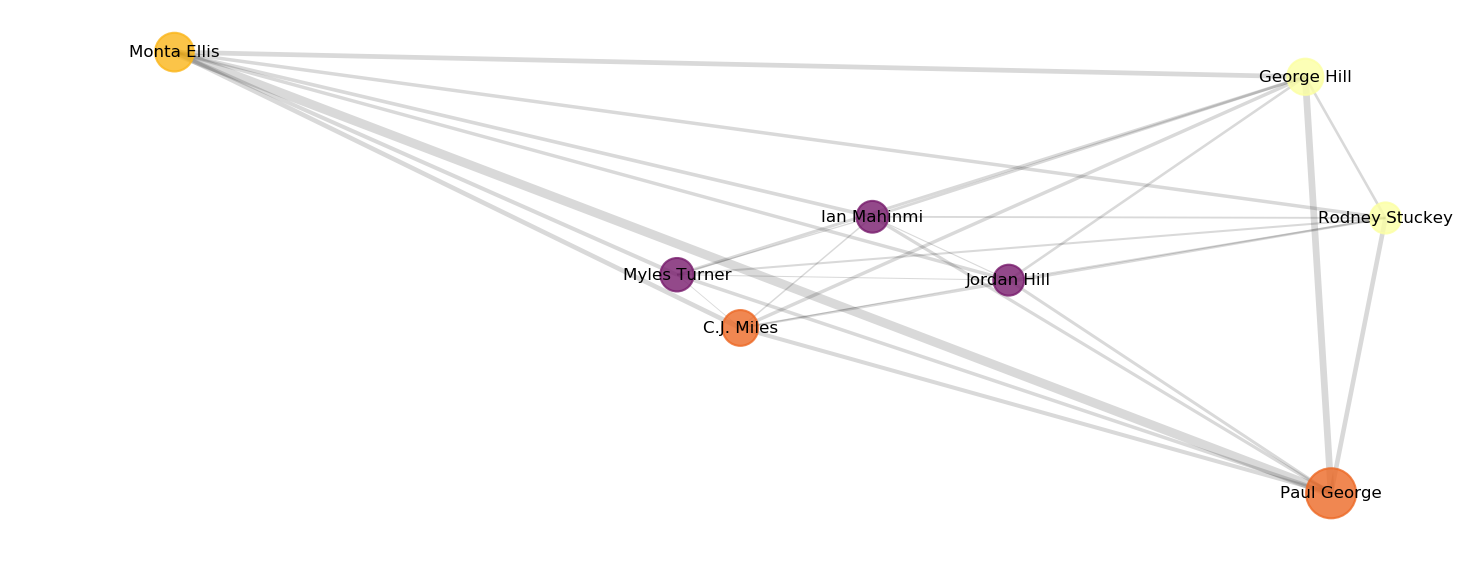 Monta Ellis
George Hill
Ian Mahinmi
Rodney Stuckey
Myles Turner
Jordan Hill
C.J. Miles
Paul George